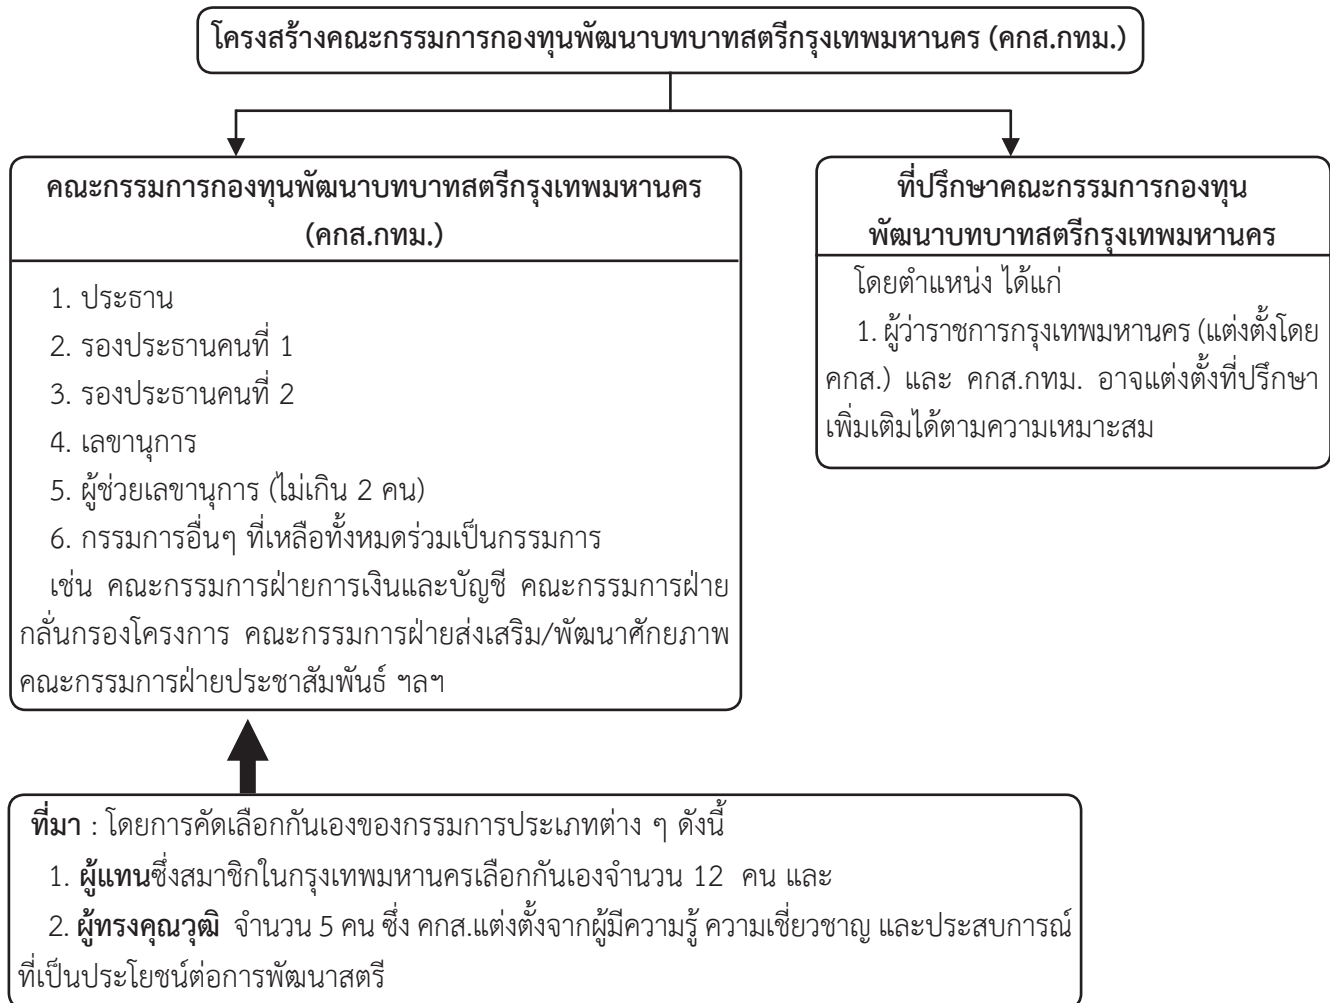 โครงสร้างคณะกรรมการกองทุนพัฒนาบทบาทสตรีกรุงเทพมหานคร (คกส.กทม.)
คณะกรรมการกองทุนพัฒนาบทบาทสตรีกรุงเทพมหานคร
(คกส.กทม.)
1. ประธาน
2. รองประธานคนที่ 1
3. รองประธานคนที่ 2
4. เลขานุการ
5. ผู้ช่วยเลขานุการ (ไม่เกิน 2 คน)
6. กรรมการอื่นๆ ที่เหลือทั้งหมดร่วมเป็นกรรมการ
เช่น คณะกรรมการฝ่ายการเงินและบัญชี คณะกรรมการฝ่าย
กลั่นกรองโครงการ คณะกรรมการฝ่ายส่งเสริม/พัฒนาศักยภาพ
คณะกรรมการฝ่ายประชาสัมพันธ์ ฯลฯ
ที่ปรึกษาคณะกรรมการกองทุน
พัฒนาบทบาทสตรีกรุงเทพมหานคร
โดยตำแหน่ง ได้แก่
1. ผู้ว่าราชการกรุงเทพมหานคร (แต่งตั้งโดย
คกส.) และ คกส.กทม. อาจแต่งตั้งที่ปรึกษา
เพิ่มเติมได้ตามความเหมาะสม
ที่มา : โดยการคัดเลือกกันเองของกรรมการประเภทต่าง ๆ ดังนี้
1. ผู้แทนซึ่งสมาชิกในกรุงเทพมหานครเลือกกันเองจำนวน 12 คน และ
2. ผู้ทรงคุณวุฒิ จำนวน 5 คน ซึ่ง คกส.แต่งตั้งจากผู้มีความรู้ ความเชี่ยวชาญ และประสบการณ์
ที่เป็นประโยชน์ต่อการพัฒนาสตรี